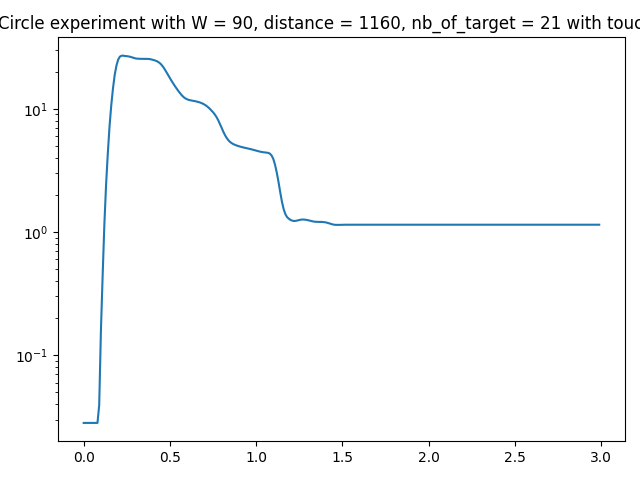 Circle experiment with W = 90, distance = 1160, nb_of_target = 21 with
10¹
10⁰
10⁻¹
0.0 0.5 1.0 1.5 2.0 2.5 3.0